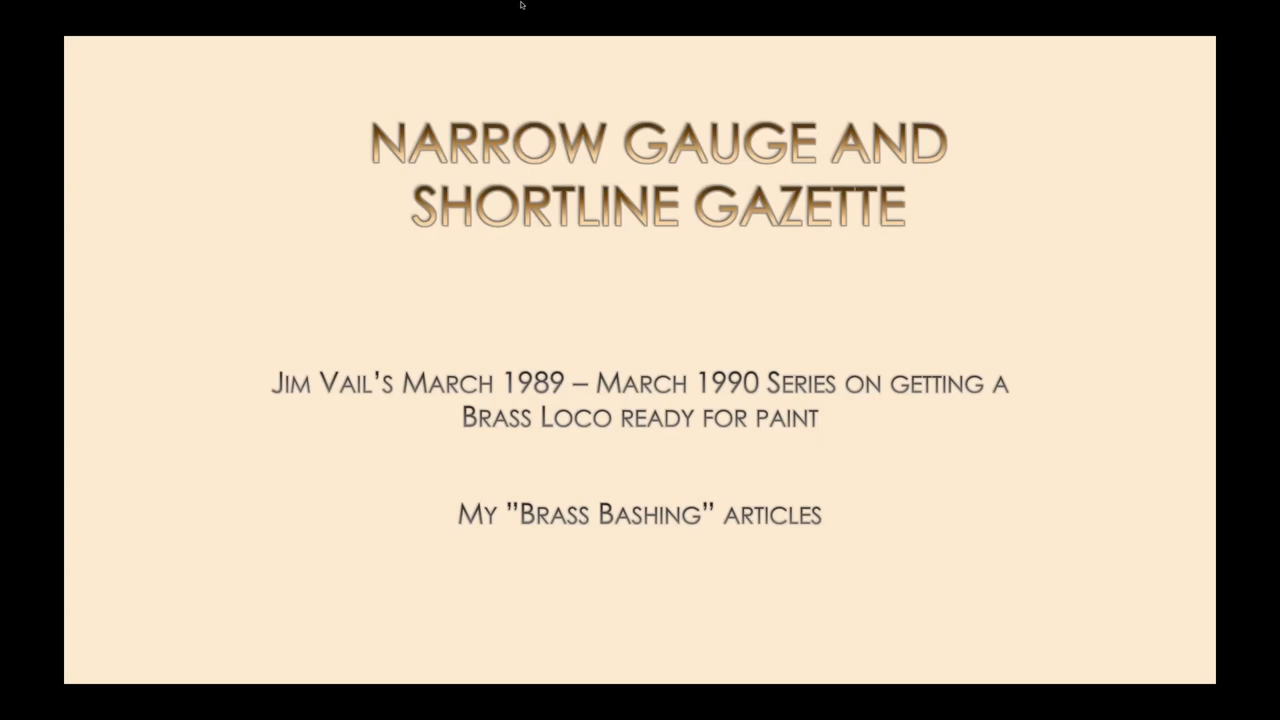 NARROW GAUGE AND
SHORTLINE GAZETTE
Jim Vail’s March 1989 – March 1990 Series on getting a
Brass Loco ready for paint
My ”Brass Bashing” articles